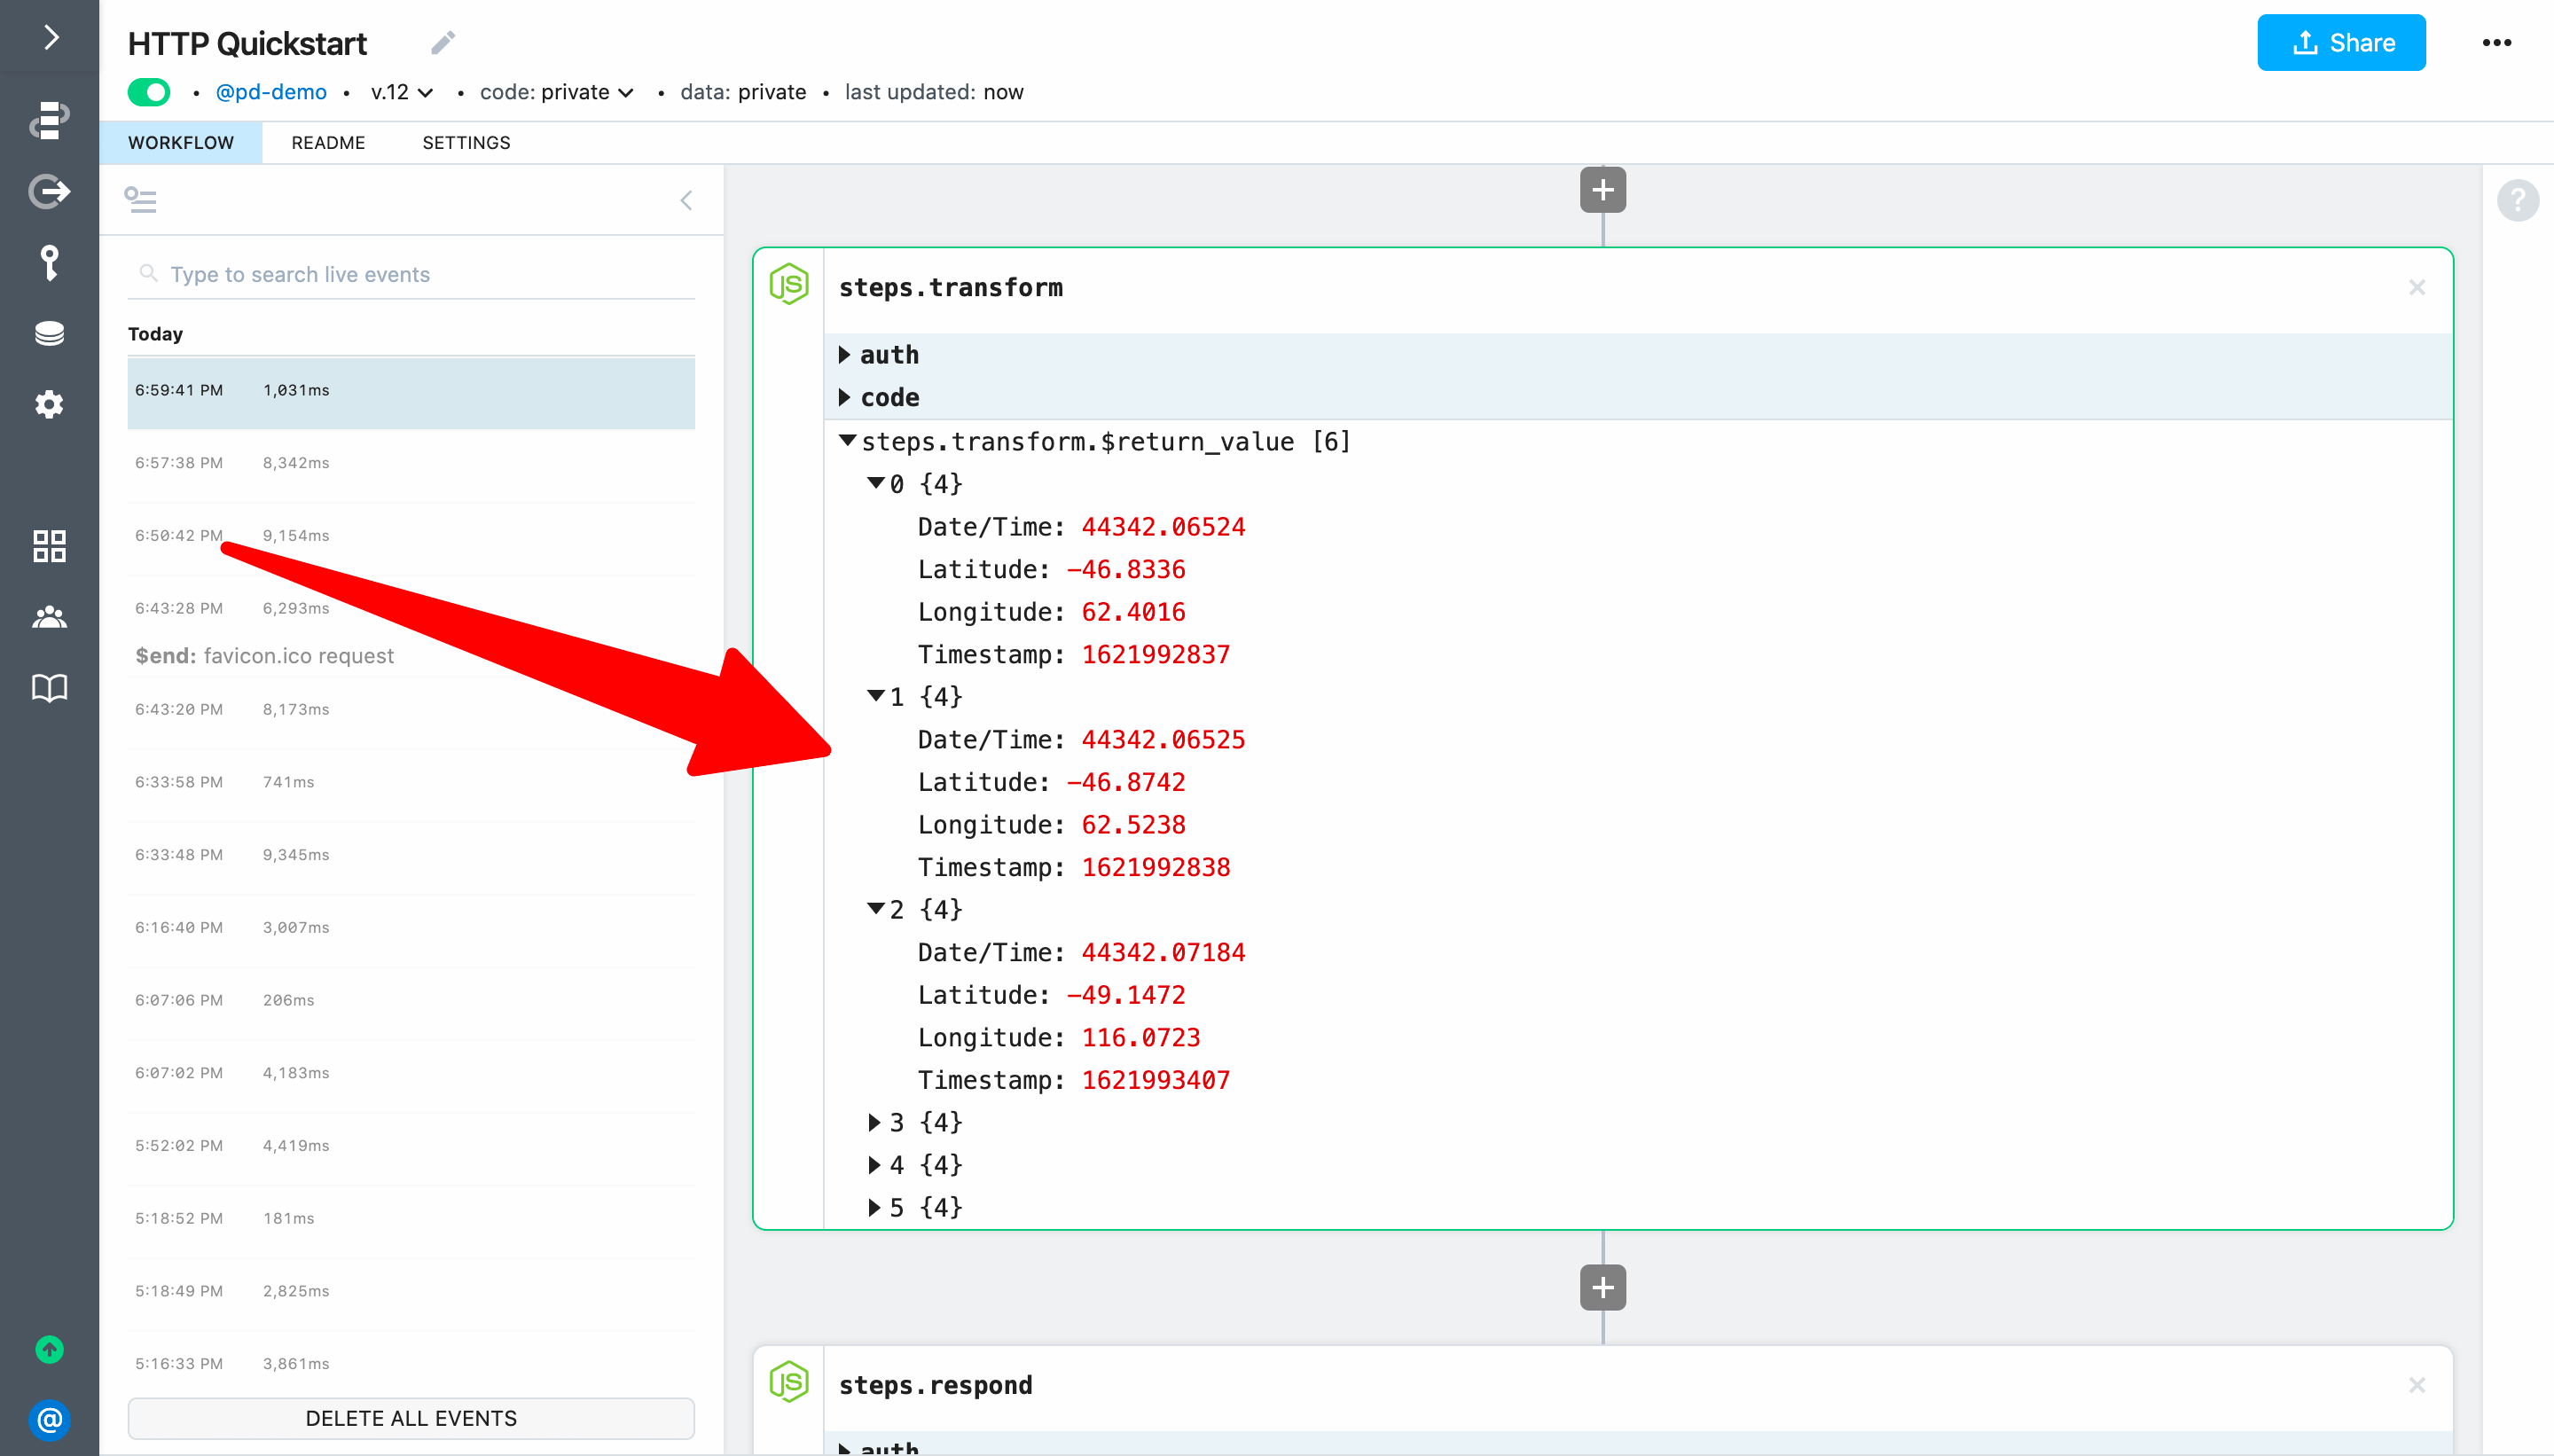 HTTP Quickstart
Share
• @pd-demo • v.12 • code: private • data: private • last updated: now
WORKFLOW README SETTINGS
Type to search live events
Today
6:59:41 PM 1,031ms
6:57:38 PM 8,342ms
6:50:42 PM 9,154ms
6:43:28 PM 6,293ms
$end: favicon.ico request
6:43:20 PM 8,173ms
6:33:58 PM 741ms
6:33:48 PM 9,345ms
6:16:40 PM 3,007ms
6:07:06 PM 206ms
6:07:02 PM 4,183ms
5:52:02 PM 4,419ms
5:18:52 PM 181ms
5:18:49 PM 2,825ms
5:16:33 PM 3,861ms
DELETE ALL EVENTS
JS
steps.transform
auth
code
steps.transform.$return_value [6]
0 {4}
Date/Time: 44342.06524
Latitude: -46.8336
Longitude: 62.4016
Timestamp: 1621992837
1 {4}
Date/Time: 44342.06525
Latitude: -46.8742
Longitude: 62.5238
Timestamp: 1621992838
2 {4}
Date/Time: 44342.07184
Latitude: -49.1472
Longitude: 116.0723
Timestamp: 1621993407
3 {4}
4 {4}
5 {4}
JS
steps.respond
auth